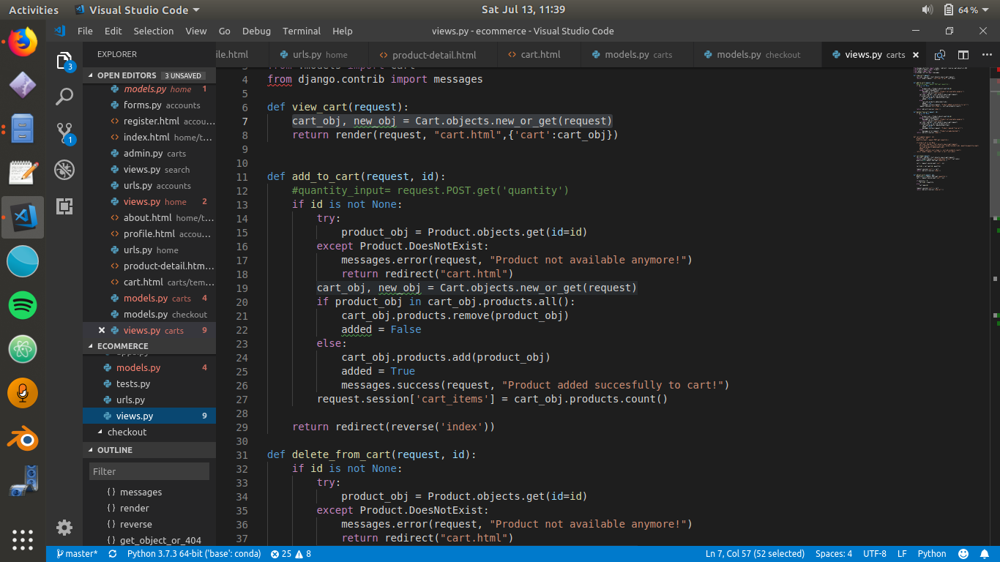 Activities Visual Studio Code Sat Jul 13, 11:39 64%
File Edit Selection View Go Debug Terminal Help views.py - ecommerce - Visual Studio Code
EXPLORER ile.html urls.py home product-detail.html cart.html models.py carts models.py checkout views.py carts
OPEN EDITORS 3 UNSAVED
models.py home 1
forms.py accounts
register.html accou...
index.html home/t...
admin.py carts
views.py search
urls.py accounts
views.py home 2
about.html home/t...
profile.html accou...
urls.py home
product-detail.htm...
cart.html carts/tem...
models.py carts 4
models.py checkout
views.py carts 9
ECOMMERCE
models.py 4
tests.py
urls.py
views.py 9
checkout
OUTLINE
Filter
{} messages
{} render
{} reverse
{} get_object_or_404
3
1
3 from .models import Cart
4 from django.contrib import messages
5
6 def view_cart(request):
7 cart_obj, new_obj = Cart.objects.new_or_get(request)
8 return render(request, "cart.html",{'cart':cart_obj})
9
10
11 def add_to_cart(request, id):
12 #quantity_input= request.POST.get('quantity')
13 if id is not None:
14 try:
15 product_obj = Product.objects.get(id=id)
16 except Product.DoesNotExist:
17 messages.error(request, "Product not available anymore!")
18 return redirect("cart.html")
19 cart_obj, new_obj = Cart.objects.new_or_get(request)
20 if product_obj in cart_obj.products.all():
21 cart_obj.products.remove(product_obj)
22 added = False
23 else:
24 cart_obj.products.add(product_obj)
25 added = True
26 messages.success(request, "Product added succesfully to cart!")
27 request.session['cart_items'] = cart_obj.products.count()
28
29 return redirect(reverse('index'))
30
31 def delete_from_cart(request, id):
32 if id is not None:
33 try:
34 product_obj = Product.objects.get(id=id)
35 except Product.DoesNotExist:
36 messages.error(request, "Product not available anymore!")
37 return redirect("cart.html")
master* Python 3.7.3 64-bit ('base': conda) 25 8 Ln 7, Col 57 (52 selected) Spaces: 4 UTF-8 LF Python